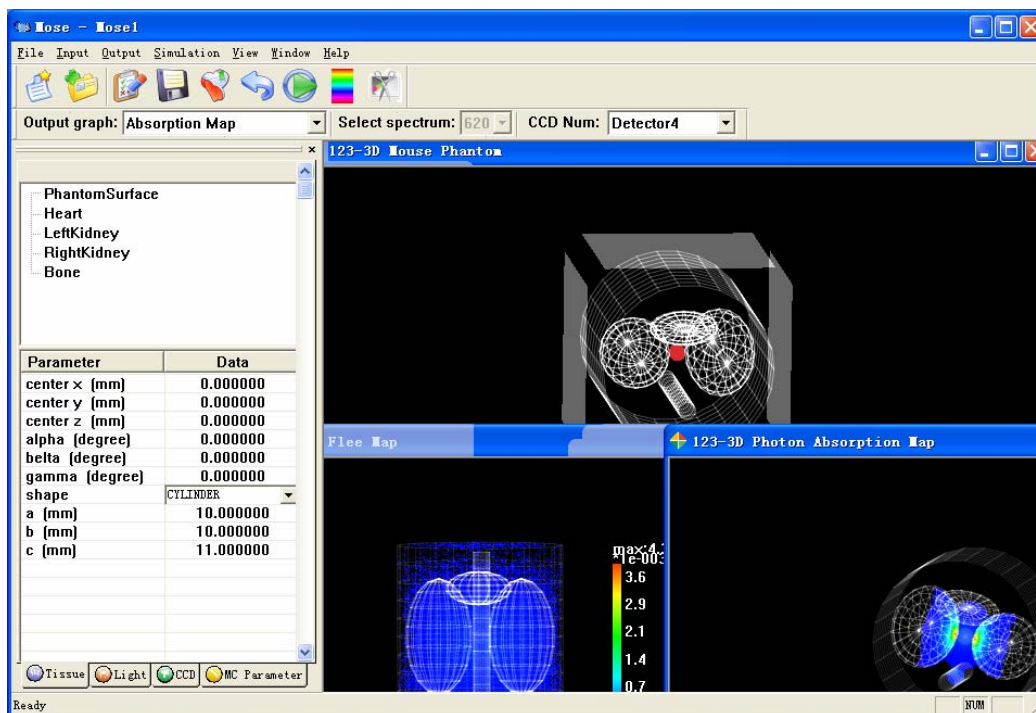 Mose - Mose1
File Input Output Simulation View Window Help
Output graph: Absorption Map Select spectrum: 620 CCD Num: Detector4
123-3D Mouse Phantom
PhantomSurface
Heart
LeftKidney
RightKidney
Bone
Parameter Data
center x (mm) 0.000000
center y (mm) 0.000000
center z (mm) 0.000000
alpha (degree) 0.000000
belta (degree) 0.000000
gamma (degree) 0.000000
shape CYLINDER
a (mm) 10.000000
b (mm) 10.000000
c (mm) 11.000000
Flee Map
123-3D Photon Absorption Map
*1e-003
3.6
2.9
2.1
1.4
0.7
Tissue Light CCD MC Parameter
Ready NUM